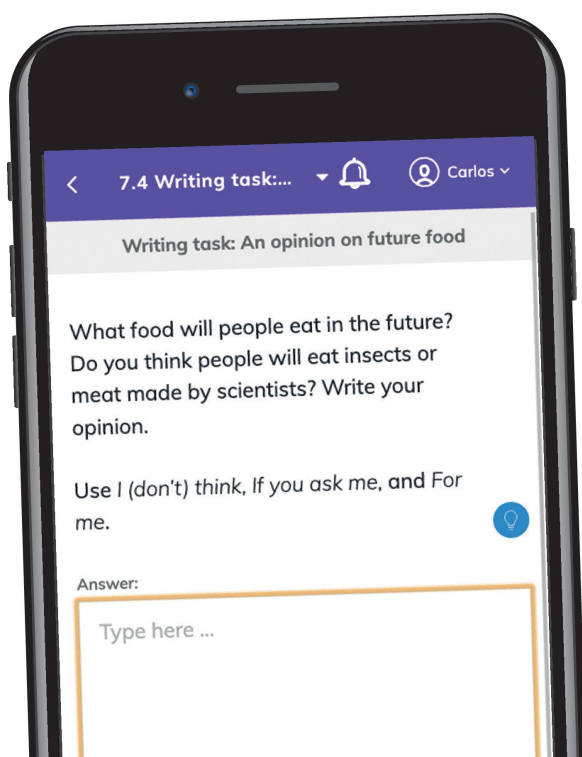 7.4 Writing task:...
Carlos
Writing task: An opinion on future food
What food will people eat in the future?
Do you think people will eat insects or
meat made by scientists? Write your
opinion.
Use I (don't) think, If you ask me, and For
me.
Answer:
Type here ...